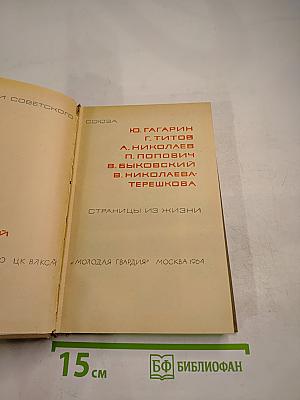 И СОВЕТСКОГО СОЮЗА
Ю. ГАГАРИН
Г. ТИТОВ
А. НИКОЛАЕВ
П. ПОПОВИЧ
В. БЫКОВСКИЙ
В. НИКОЛАЕВА-
ТЕРЕШКОВА
СТРАНИЦЫ ИЗ ЖИЗНИ
Й
О ЦК ВЛКСМ «МОЛОДАЯ ГВАРДИЯ» МОСКВА 1964
15 см
БФ БИБЛИОФАН